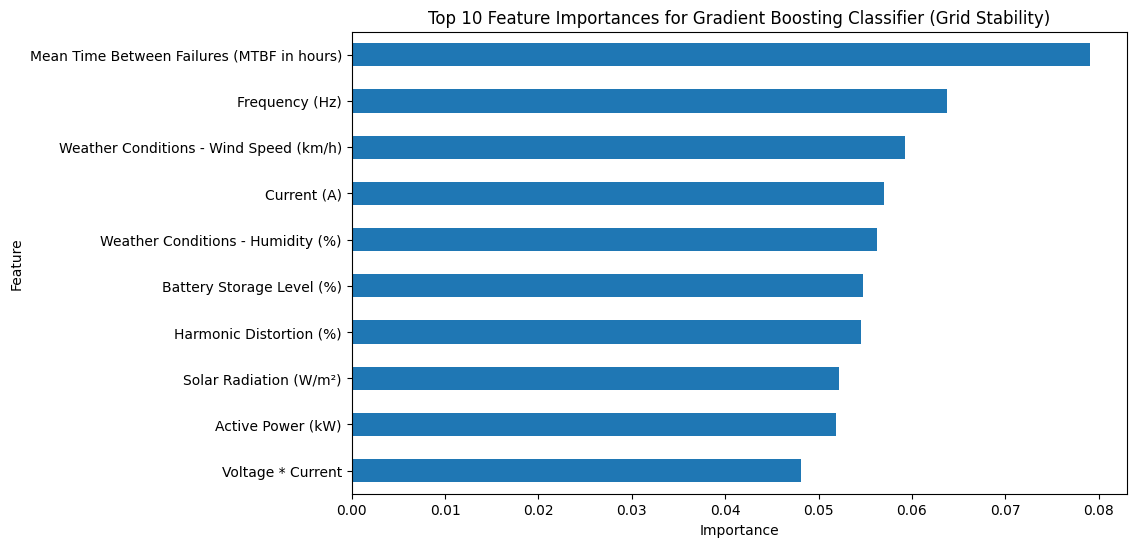 Top 10 Feature Importances for Gradient Boosting Classifier (Grid Stability)
Mean Time Between Failures (MTBF in hours)
Frequency (Hz)
Weather Conditions - Wind Speed (km/h)
Current (A)
Weather Conditions - Humidity (%)
Battery Storage Level (%)
Harmonic Distortion (%)
Solar Radiation (W/m²)
Active Power (kW)
Voltage * Current
Feature
0.00 0.01 0.02 0.03 0.04 0.05 0.06 0.07 0.08
Importance